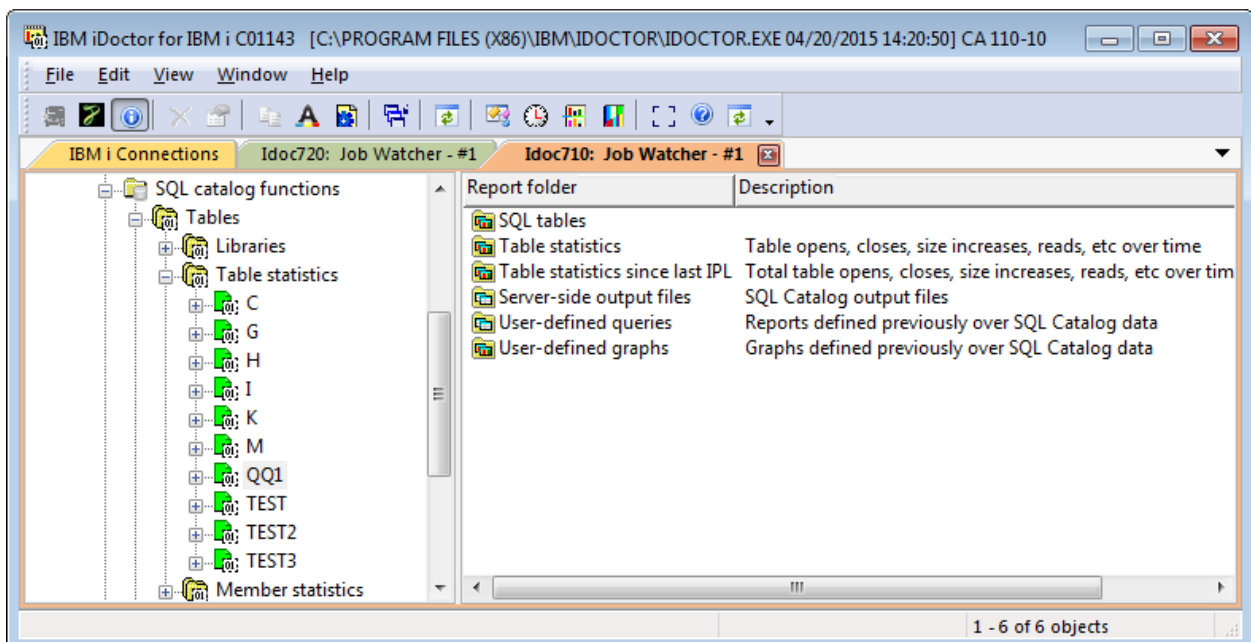 IBM iDoctor for IBM i C01143 [C:\PROGRAM FILES (X86)\IBM\IDOCTOR\IDOCTOR.EXE 04/20/2015 14:20:50] CA 110-10
File Edit View Window Help
IBM i Connections Idoc720: Job Watcher - #1 Idoc710: Job Watcher - #1
SQL catalog functions
Tables
Libraries
Table statistics
C
G
H
I
K
M
QQ1
TEST
TEST2
TEST3
Member statistics
Report folder Description
SQL tables
Table statistics Table opens, closes, size increases, reads, etc over time
Table statistics since last IPL Total table opens, closes, size increases, reads, etc over tim
Server-side output files SQL Catalog output files
User-defined queries Reports defined previously over SQL Catalog data
User-defined graphs Graphs defined previously over SQL Catalog data
1 - 6 of 6 objects